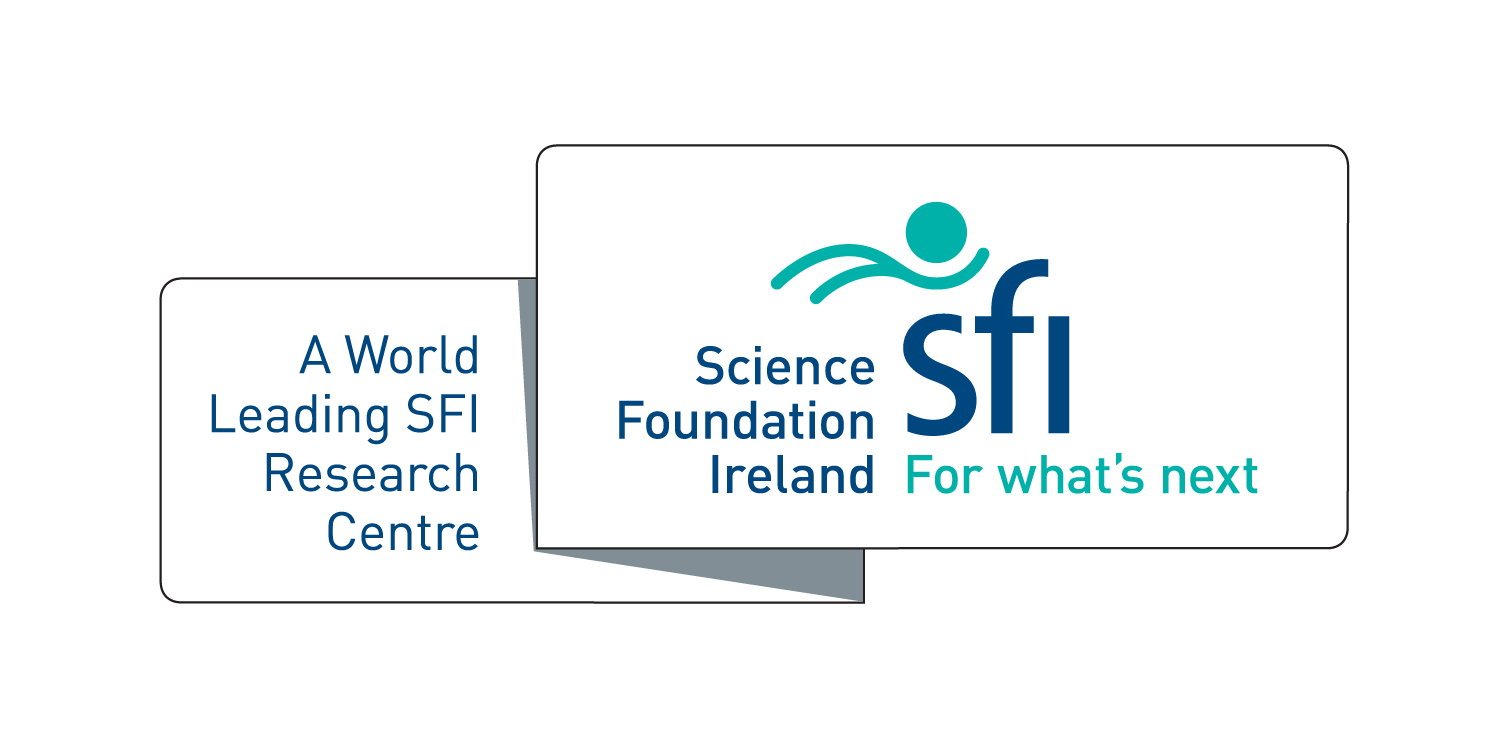 A World
Leading SFI
Research
Centre
Science
Foundation
Ireland
sfi
For what's next